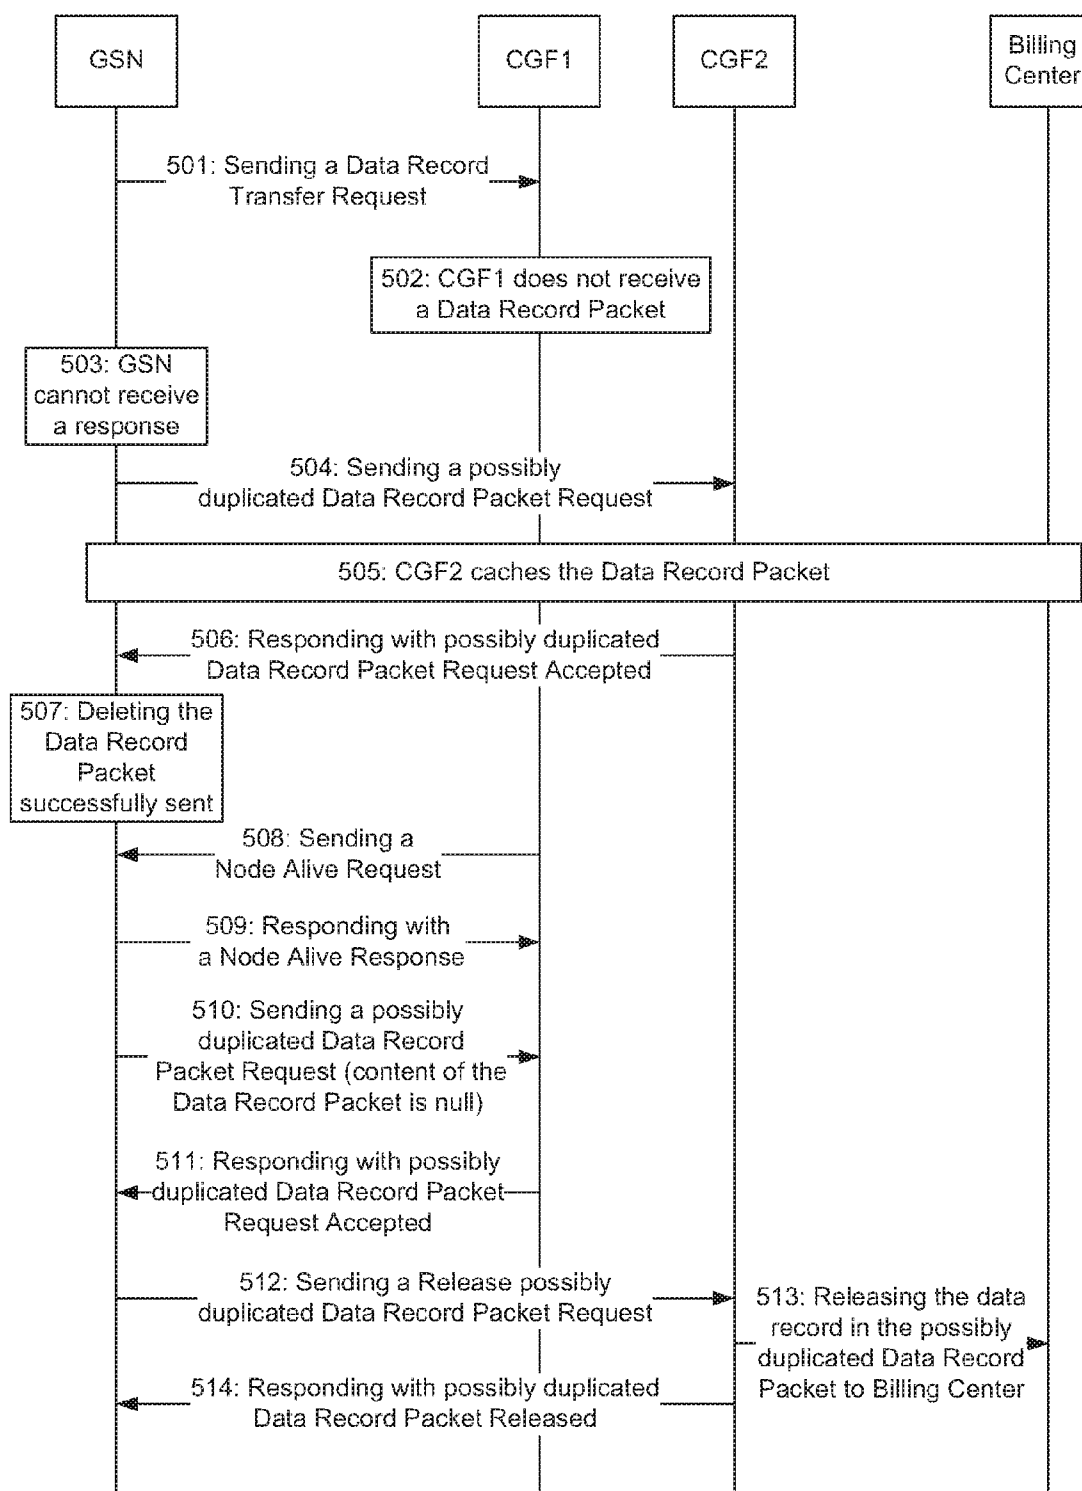 GSN
CGF1
CGF2
Billing
Center
501: Sending a Data Record
Transfer Request
502: CGF1 does not receive
a Data Record Packet
503: GSN
cannot receive
a response
504: Sending a possibly
duplicated Data Record Packet Request
505: CGF2 caches the Data Record Packet
506: Responding with possibly duplicated
Data Record Packet Request Accepted
507: Deleting the
Data Record
Packet
successfully sent
508: Sending a
Node Alive Request
509: Responding with
a Node Alive Response
510: Sending a possibly
duplicated Data Record
Packet Request (content of the
Data Record Packet is null)
511: Responding with possibly
duplicated Data Record Packet
Request Accepted
512: Sending a Release possibly
duplicated Data Record Packet Request
513: Releasing the data
record in the possibly
duplicated Data Record
Packet to Billing Center
514: Responding with possibly duplicated
Data Record Packet Released